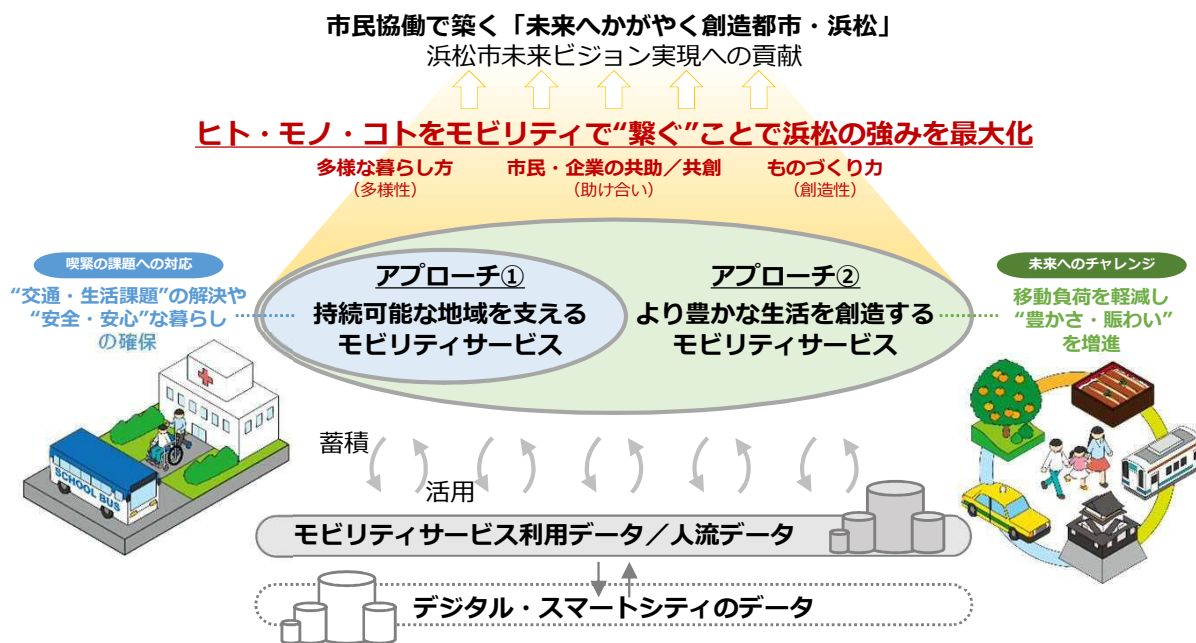 市民協働で築く「未来へかがやく創造都市・浜松」
浜松市未来ビジョン実現への貢献
ヒト・モノ・コトをモビリティで“繋ぐ”ことで浜松の強みを最大化
多様な暮らし方
（多様性）
市民・企業の共助／共創
（助け合い）
ものづくり力
（創造性）
喫緊の課題への対応
“交通・生活課題”の解決や
“安全・安心”な暮らし
の確保
アプローチ①
持続可能な地域を支える
モビリティサービス
アプローチ②
より豊かな生活を創造する
モビリティサービス
未来へのチャレンジ
移動負荷を軽減し
“豊かさ・賑わい”
を増進
SCHOOL BUS
蓄積
活用
モビリティサービス利用データ／人流データ
デジタル・スマートシティのデータ